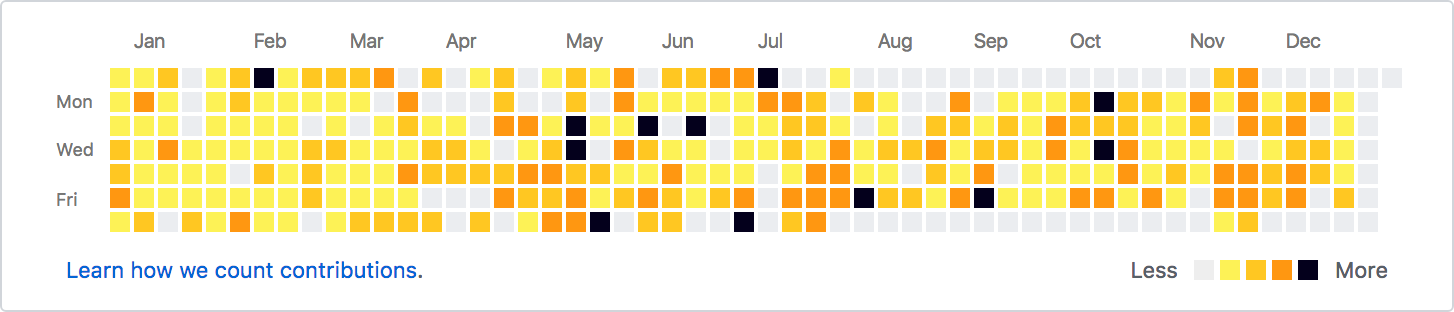 Jan Feb Mar Apr May Jun Jul Aug Sep Oct Nov Dec
Mon
Wed
Fri
Learn how we count contributions. Less More